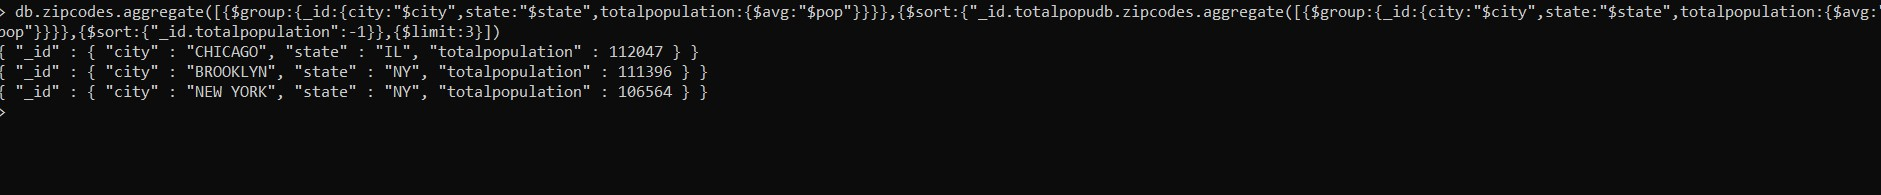 > db.zipcodes.aggregate([{$group:{_id:{city:"$city",state:"$state",totalpopulation:{$avg:"$pop"}}}},{$sort:{"_id.totalpopudb.zipcodes.aggregate([{$group:{_id:{city:"$city",state:"$state",totalpopulation:{$avg:"
pop"}}}},{$sort:{"_id.totalpopulation":-1}},{$limit:3}])
{ "_id" : { "city" : "CHICAGO", "state" : "IL", "totalpopulation" : 112047 } }
{ "_id" : { "city" : "BROOKLYN", "state" : "NY", "totalpopulation" : 111396 } }
{ "_id" : { "city" : "NEW YORK", "state" : "NY", "totalpopulation" : 106564 } }
>